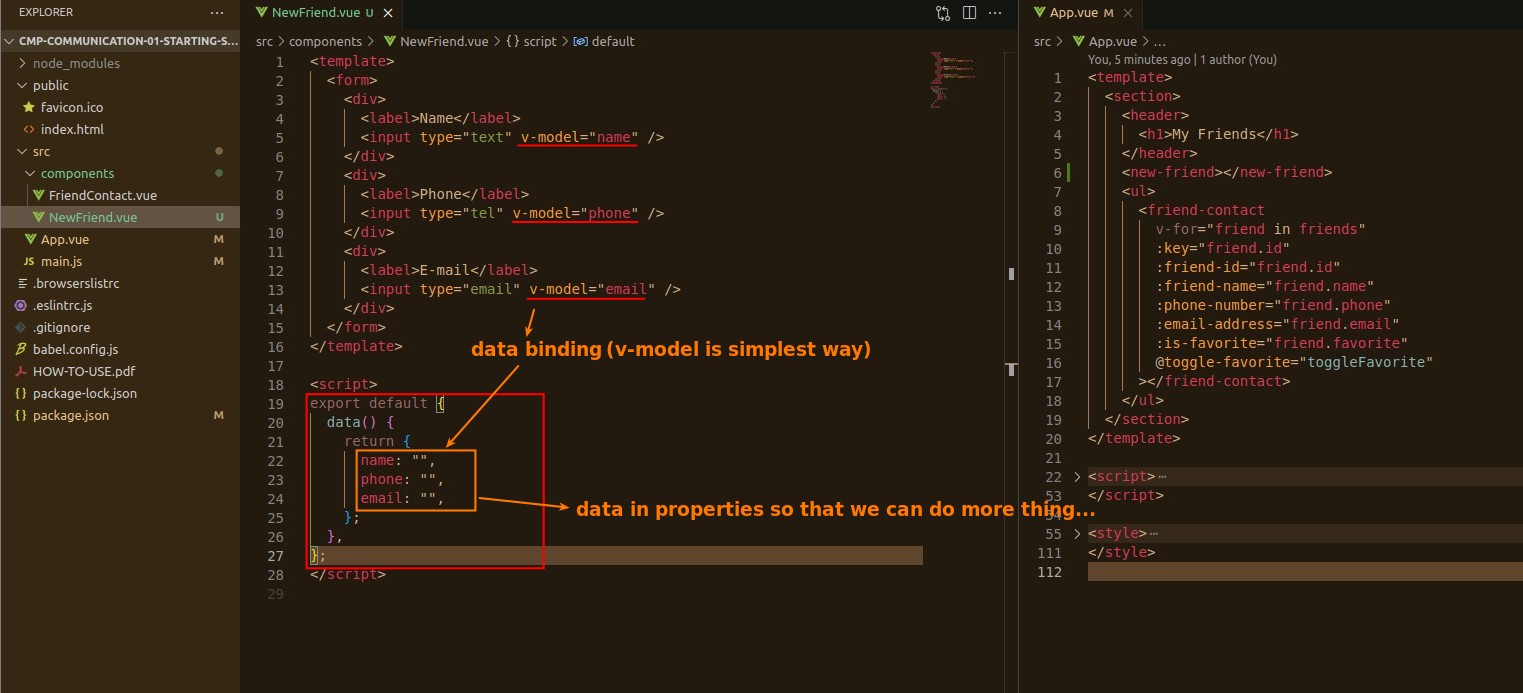 EXPLORER ...
CMP-COMMUNICATION-01-STARTING-S...
node_modules
public
favicon.ico
index.html
src
components
FriendContact.vue
NewFriend.vue U
App.vue M
main.js M
.browserslistrc
.eslintrc.js
.gitignore
babel.config.js
HOW-TO-USE.pdf
package-lock.json
package.json M
NewFriend.vue U
src > components > NewFriend.vue > {} script > default
1 <template>
2 <form>
3 <div>
4 <label>Name</label>
5 <input type="text" v-model="name" />
6 </div>
7 <div>
8 <label>Phone</label>
9 <input type="tel" v-model="phone" />
10 </div>
11 <div>
12 <label>E-mail</label>
13 <input type="email" v-model="email" />
14 </div>
15 </form>
16 </template>
17
18 <script>
19 export default {
20 data() {
21 return {
22 name: "",
23 phone: "",
24 email: "",
25 };
26 },
27 };
28 </script>
29
data binding (v-model is simplest way)
data in properties so that we can do more thing...
App.vue M
src > App.vue > ...
You, 5 minutes ago | 1 author (You)
1 <template>
2 <section>
3 <header>
4 <h1>My Friends</h1>
5 </header>
6 <new-friend></new-friend>
7 <ul>
8 <friend-contact
9 v-for="friend in friends"
10 :key="friend.id"
11 :friend-id="friend.id"
12 :friend-name="friend.name"
13 :phone-number="friend.phone"
14 :email-address="friend.email"
15 :is-favorite="friend.favorite"
16 @toggle-favorite="toggleFavorite"
17 ></friend-contact>
18 </ul>
19 </section>
20 </template>
21
22 <script>...
53 </script>
54
55 <style>...
111 </style>
112